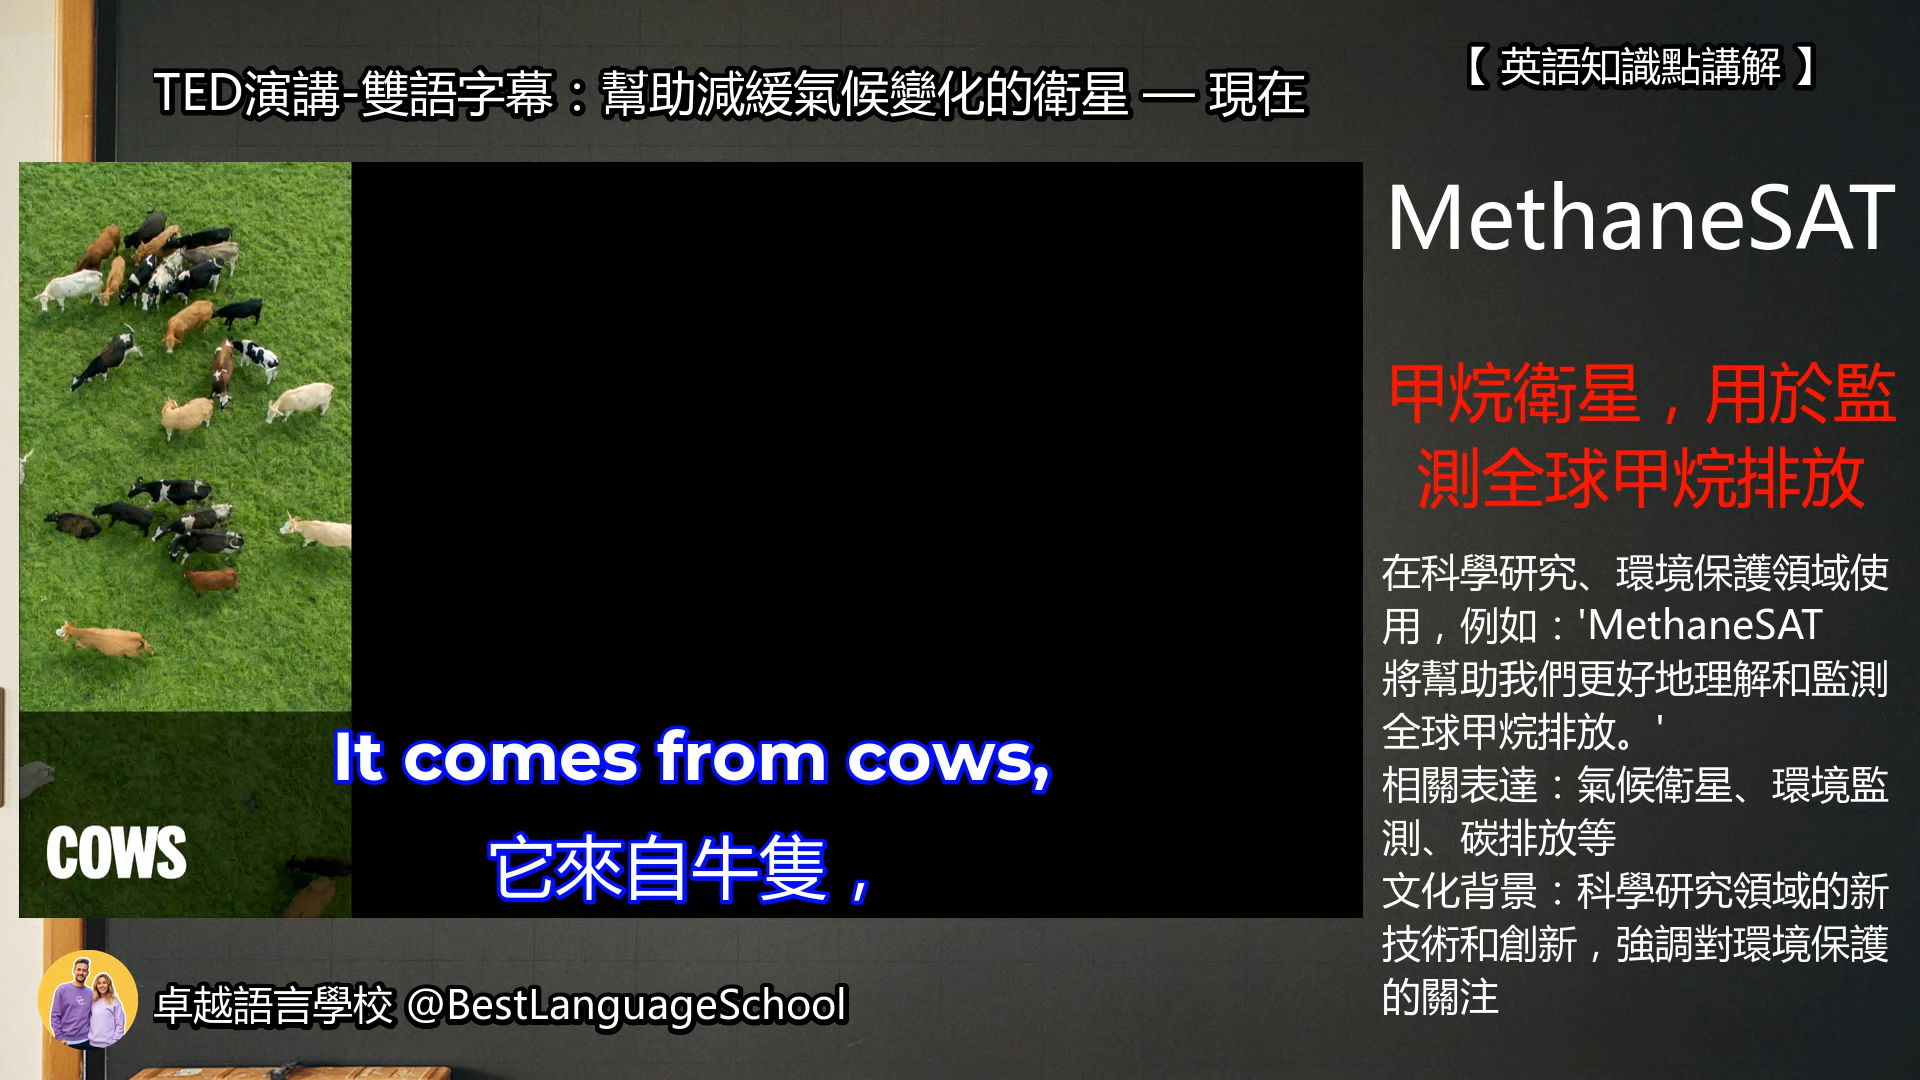 TED演講-雙語字幕：幫助減緩氣候變化的衛星 — 現在
【 英語知識點講解 】
MethaneSAT
甲烷衛星，用於監
測全球甲烷排放
在科學研究、環境保護領域使
用，例如：'MethaneSAT
將幫助我們更好地理解和監測
全球甲烷排放。'
相關表達：氣候衛星、環境監
測、碳排放等
文化背景：科學研究領域的新
技術和創新，強調對環境保護
的關注
It comes from cows,
它來自牛隻，
COWS
卓越語言學校 @BestLanguageSchool